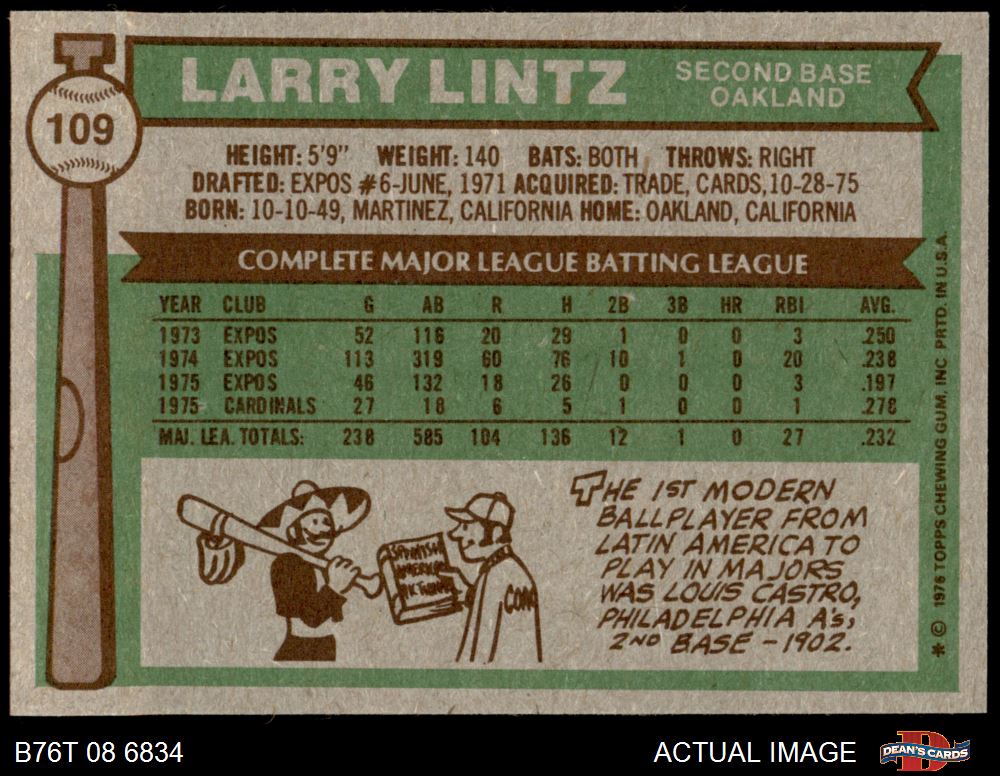 109
LARRY LINTZ
SECOND BASE
OAKLAND
HEIGHT: 5'9" WEIGHT: 140 BATS: BOTH THROWS: RIGHT
DRAFTED: EXPOS #6-JUNE, 1971 ACQUIRED: TRADE, CARDS, 10-28-75
BORN: 10-10-49, MARTINEZ, CALIFORNIA HOME: OAKLAND, CALIFORNIA
COMPLETE MAJOR LEAGUE BATTING LEAGUE
YEAR CLUB G AB R H 2B 3B HR RBI AVG.
1973 EXPOS 52 116 20 29 1 0 0 3 .250
1974 EXPOS 113 319 60 76 10 1 0 20 .238
1975 EXPOS 46 132 18 26 0 0 0 3 .197
1975 CARDINALS 27 18 6 5 1 0 0 1 .278
MAJ. LEA. TOTALS: 238 585 104 136 12 1 0 27 .232
SPANISH
AMERICAN
THE 1ST MODERN
BALLPLAYER FROM
LATIN AMERICA TO
PLAY IN MAJORS
WAS LOUIS CASTRO,
PHILADELPHIA A's,
2ND BASE - 1902.
* © 1976 TOPPS CHEWING GUM, INC PRTD. IN U.S.A.
B76T 08 6834
ACTUAL IMAGE
DEAN'S CARDS